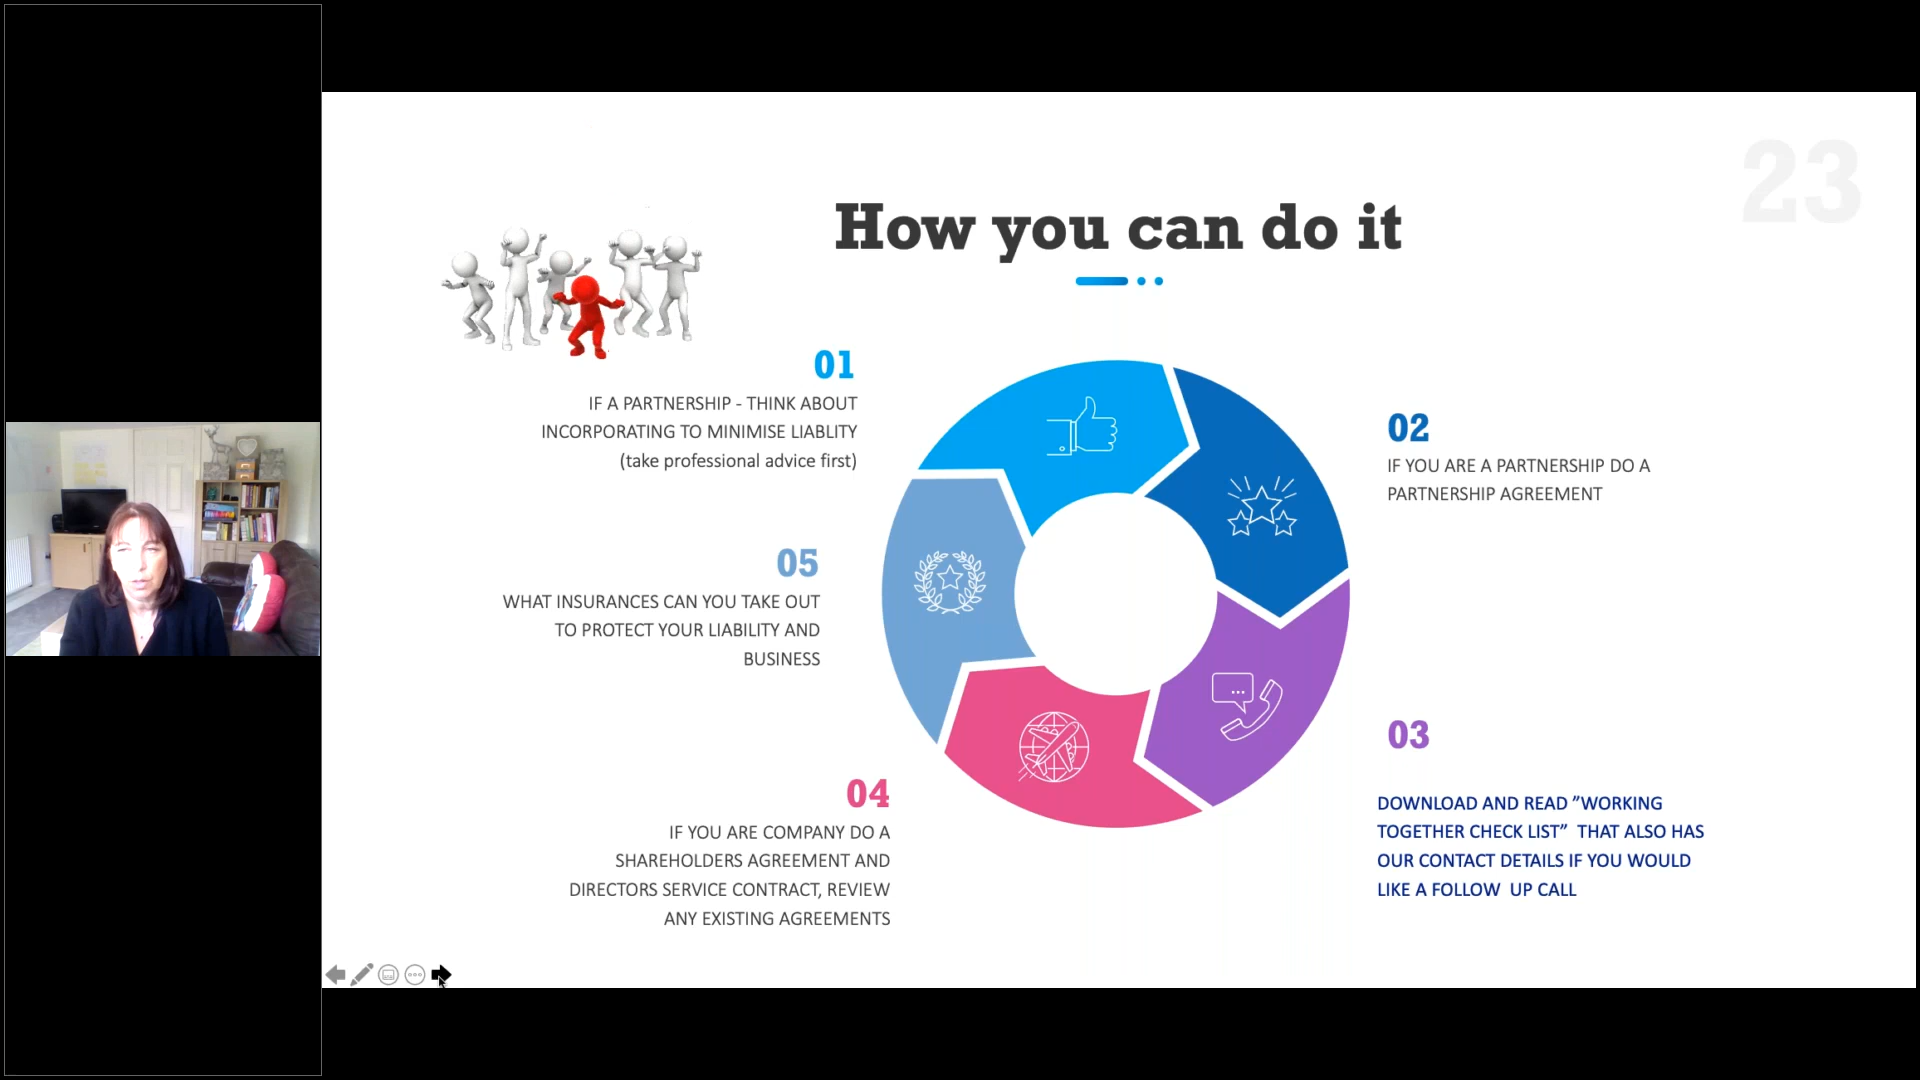 23
How you can do it
01
IF A PARTNERSHIP - THINK ABOUT
INCORPORATING TO MINIMISE LIABLITY
(take professional advice first)
02
IF YOU ARE A PARTNERSHIP DO A
PARTNERSHIP AGREEMENT
03
DOWNLOAD AND READ ”WORKING
TOGETHER CHECK LIST” THAT ALSO HAS
OUR CONTACT DETAILS IF YOU WOULD
LIKE A FOLLOW UP CALL
04
IF YOU ARE COMPANY DO A
SHAREHOLDERS AGREEMENT AND
DIRECTORS SERVICE CONTRACT, REVIEW
ANY EXISTING AGREEMENTS
05
WHAT INSURANCES CAN YOU TAKE OUT
TO PROTECT YOUR LIABILITY AND
BUSINESS